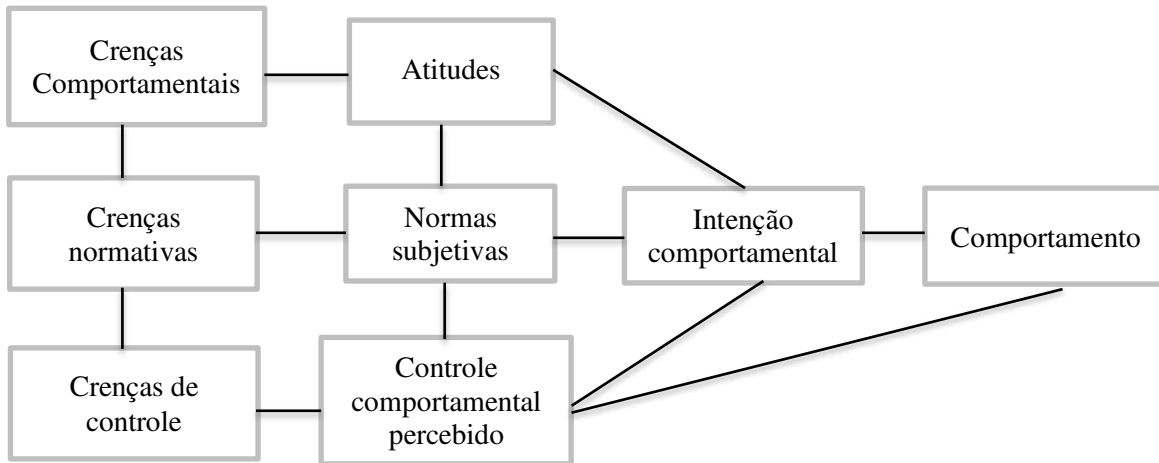 Crenças
Comportamentais
Atitudes
Crenças
normativas
Normas
subjetivas
Intenção
comportamental
Comportamento
Crenças de
controle
Controle
comportamental
percebido